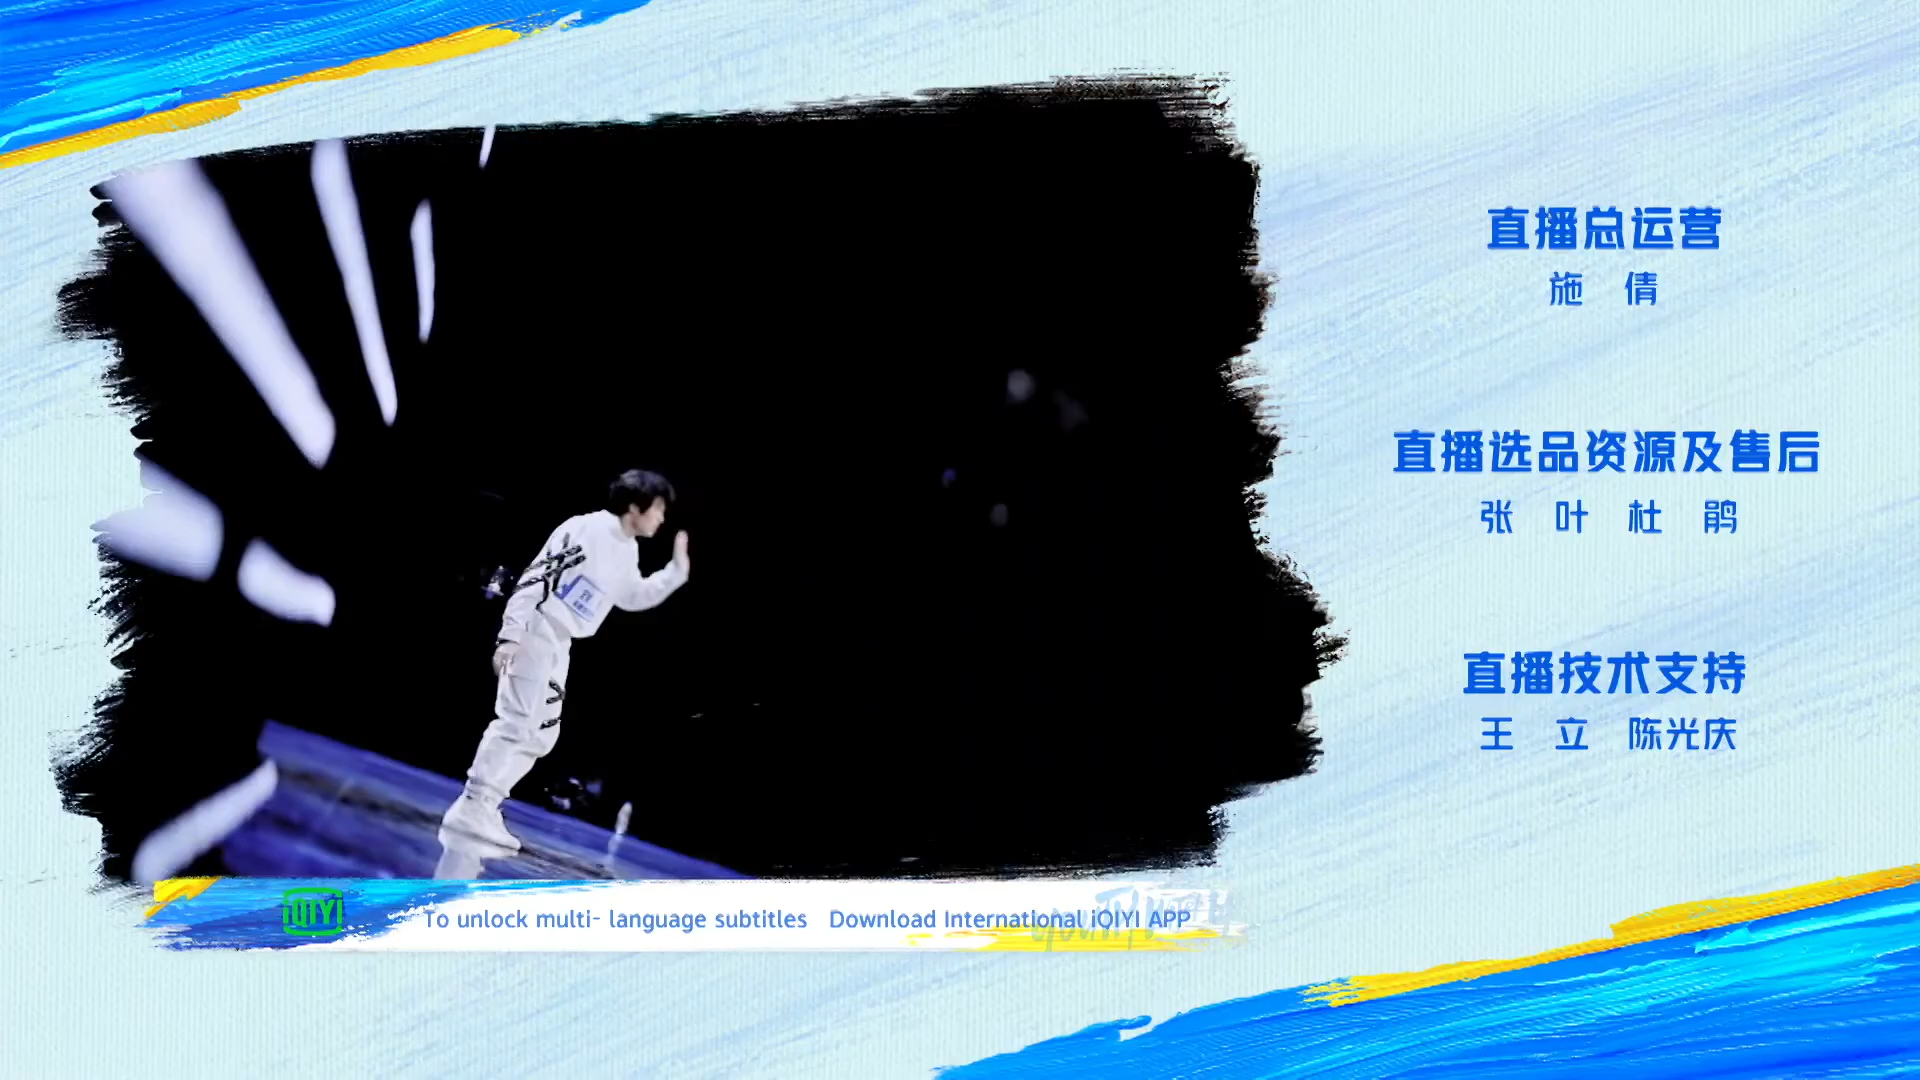 直播总运营
施 倩
直播选品资源及售后
张 叶 杜 鹃
直播技术支持
王 立 陈光庆
iQIYI
To unlock multi- language subtitles Download International iQIYI APP